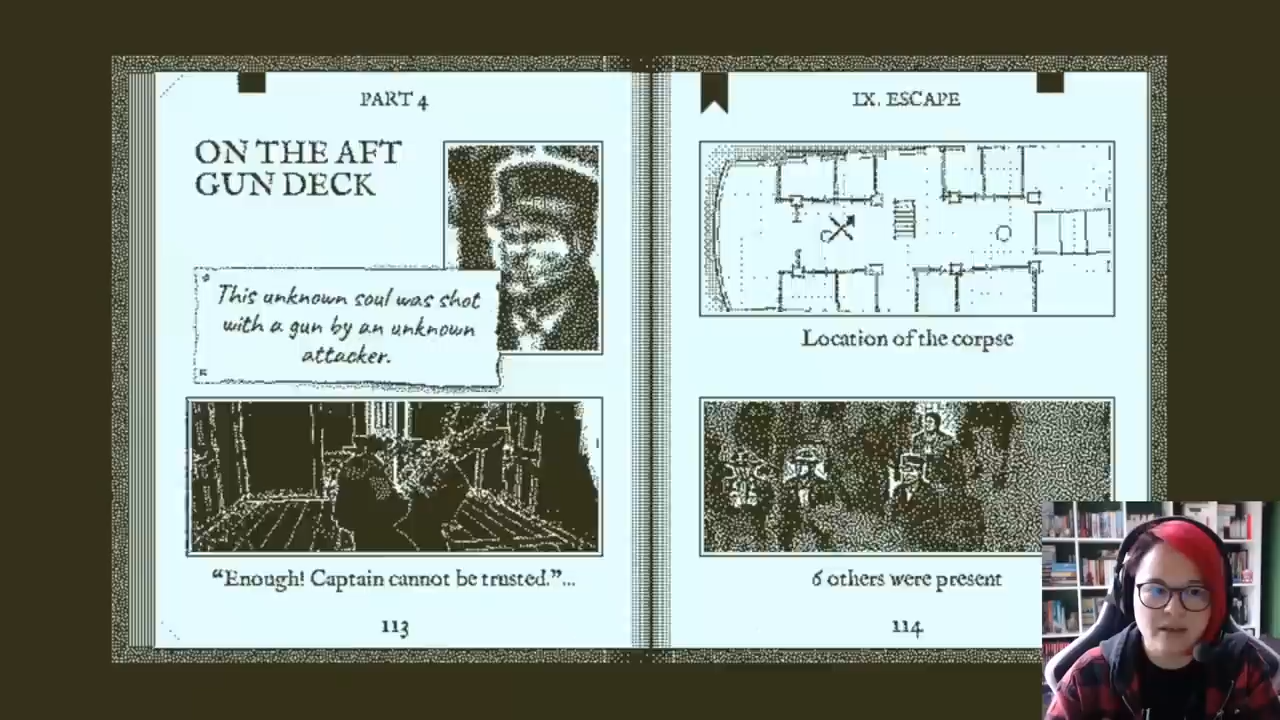 PART 4
ON THE AFT
GUN DECK
This unknown soul was shot
with a gun by an unknown
attacker.
“Enough! Captain cannot be trusted.”...
113
IX. ESCAPE
Location of the corpse
6 others were present
114